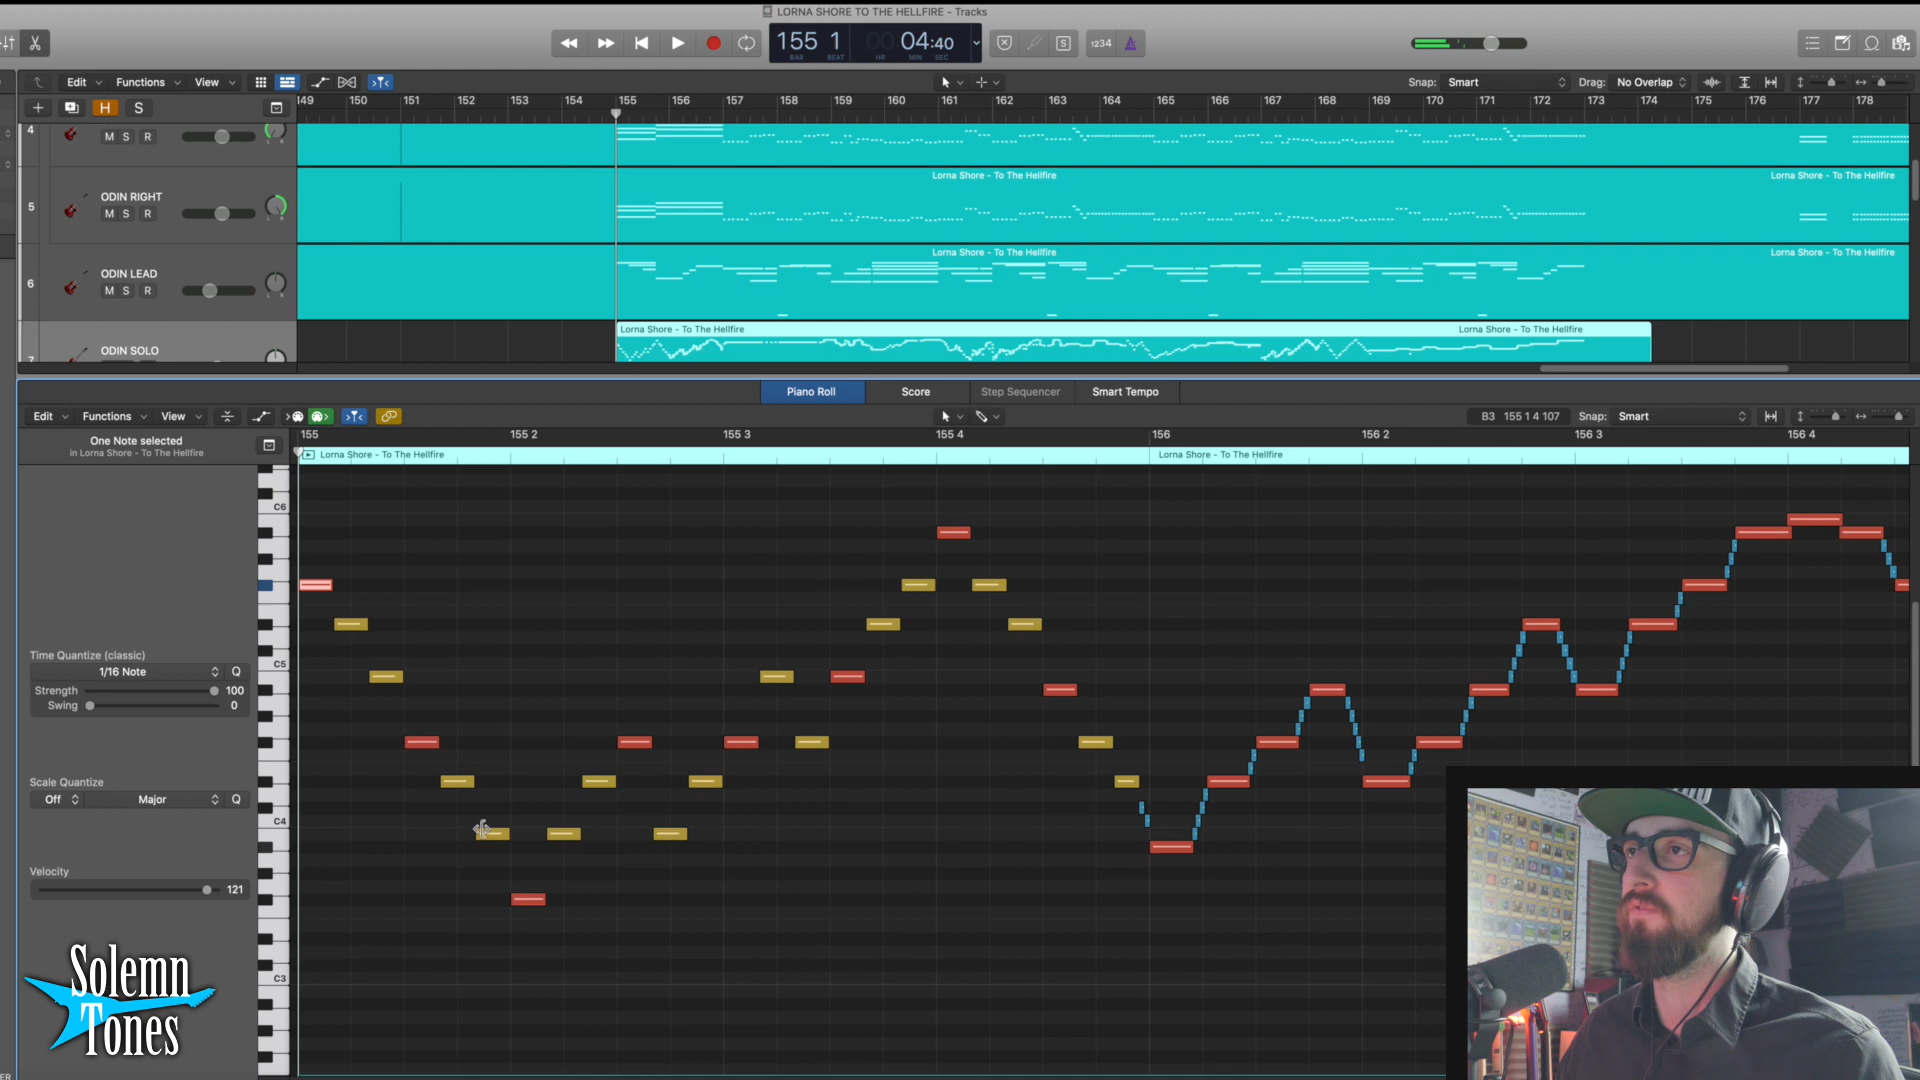 LORNA SHORE TO THE HELLFIRE - Tracks
155 1 00 04:40
BAR BEAT HR MIN SEC
S 1234
Edit Functions View Snap: Smart Drag: No Overlap
H S
149 150 151 152 153 154 155 156 157 158 159 160 161 162 163 164 165 166 167 168 169 170 171 172 173 174 175 176 177 178
4 M S R
5 ODIN RIGHT
M S R
Lorna Shore - To The Hellfire Lorna Shore - To The Hellfire
6 ODIN LEAD
M S R
Lorna Shore - To The Hellfire Lorna Shore - To The Hellfire
7 ODIN SOLO
Lorna Shore - To The Hellfire Lorna Shore - To The Hellfire
Piano Roll Score Step Sequencer Smart Tempo
Edit Functions View B3 155 1 4 107 Snap: Smart
One Note selected
in Lorna Shore - To The Hellfire
155 155 2 155 3 155 4 156 156 2 156 3 156 4
Lorna Shore - To The Hellfire Lorna Shore - To The Hellfire
C6
C5
C4
C3
Time Quantize (classic)
1/16 Note Q
Strength 100
Swing 0
Scale Quantize
Off Major Q
Velocity
121
Solemn
Tones
ER